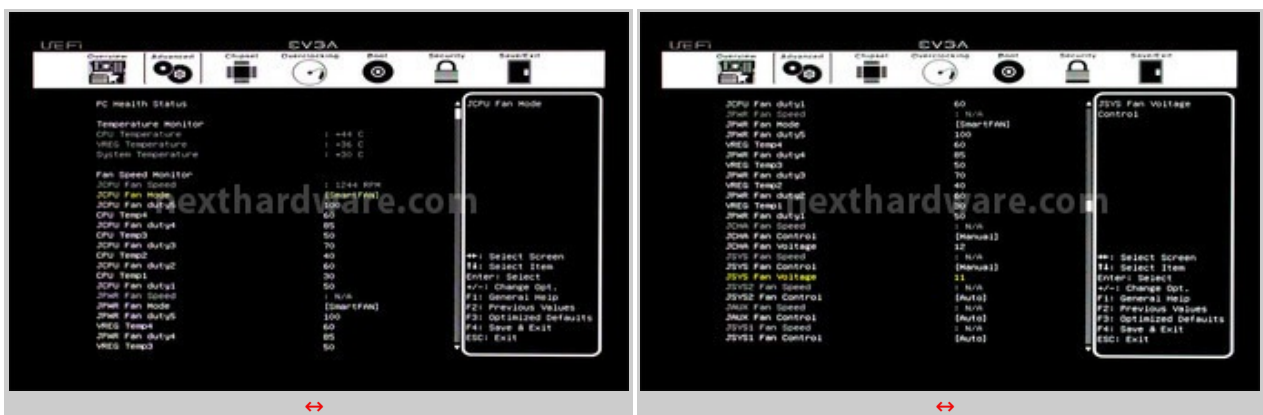 UEFI EVGA
Overview Advanced Chipset Overclocking Boot Security Save/Exit
PC Health Status
Temperature Monitor
CPU Temperature : +44 C
VREG Temperature : +36 C
System Temperature : +30 C
Fan Speed Monitor
JCPU Fan Speed : 1244 RPM
JCPU Fan Mode [SmartFAN]
JCPU Fan duty5 100
CPU Temp4 60
JCPU Fan duty4 85
CPU Temp3 50
JCPU Fan duty3 70
CPU Temp2 40
JCPU Fan duty2 60
CPU Temp1 30
JCPU Fan duty1 50
JPWR Fan Speed : N/A
JPWR Fan Mode [SmartFAN]
JPWR Fan duty5 100
VREG Temp4 60
JPWR Fan duty4 85
VREG Temp3 50
JCPU Fan Mode
↔: Select Screen
↑↓: Select Item
Enter: Select
+/-: Change Opt.
F1: General Help
F2: Previous Values
F3: Optimized Defaults
F4: Save & Exit
ESC: Exit
nexthardware.com
UEFI EVGA
Overview Advanced Chipset Overclocking Boot Security Save/Exit
JCPU Fan duty1 60
JPWR Fan Speed : N/A
JPWR Fan Mode [SmartFAN]
JPWR Fan duty5 100
VREG Temp4 60
JPWR Fan duty4 85
VREG Temp3 50
JPWR Fan duty3 70
VREG Temp2 40
JPWR Fan duty2 60
VREG Temp1 30
JPWR Fan duty1 50
JCHA Fan Speed : N/A
JCHA Fan Control [Manual]
JCHA Fan Voltage 12
JSYS Fan Speed : N/A
JSYS Fan Control [Manual]
JSYS Fan Voltage 11
JSYS2 Fan Speed : N/A
JSYS2 Fan Control [Auto]
JAUX Fan Speed : N/A
JAUX Fan Control [Auto]
JSYS1 Fan Speed : N/A
JSYS1 Fan Control [Auto]
JSYS Fan Voltage
Control
↔: Select Screen
↑↓: Select Item
Enter: Select
+/-: Change Opt.
F1: General Help
F2: Previous Values
F3: Optimized Defaults
F4: Save & Exit
ESC: Exit
nexthardware.com